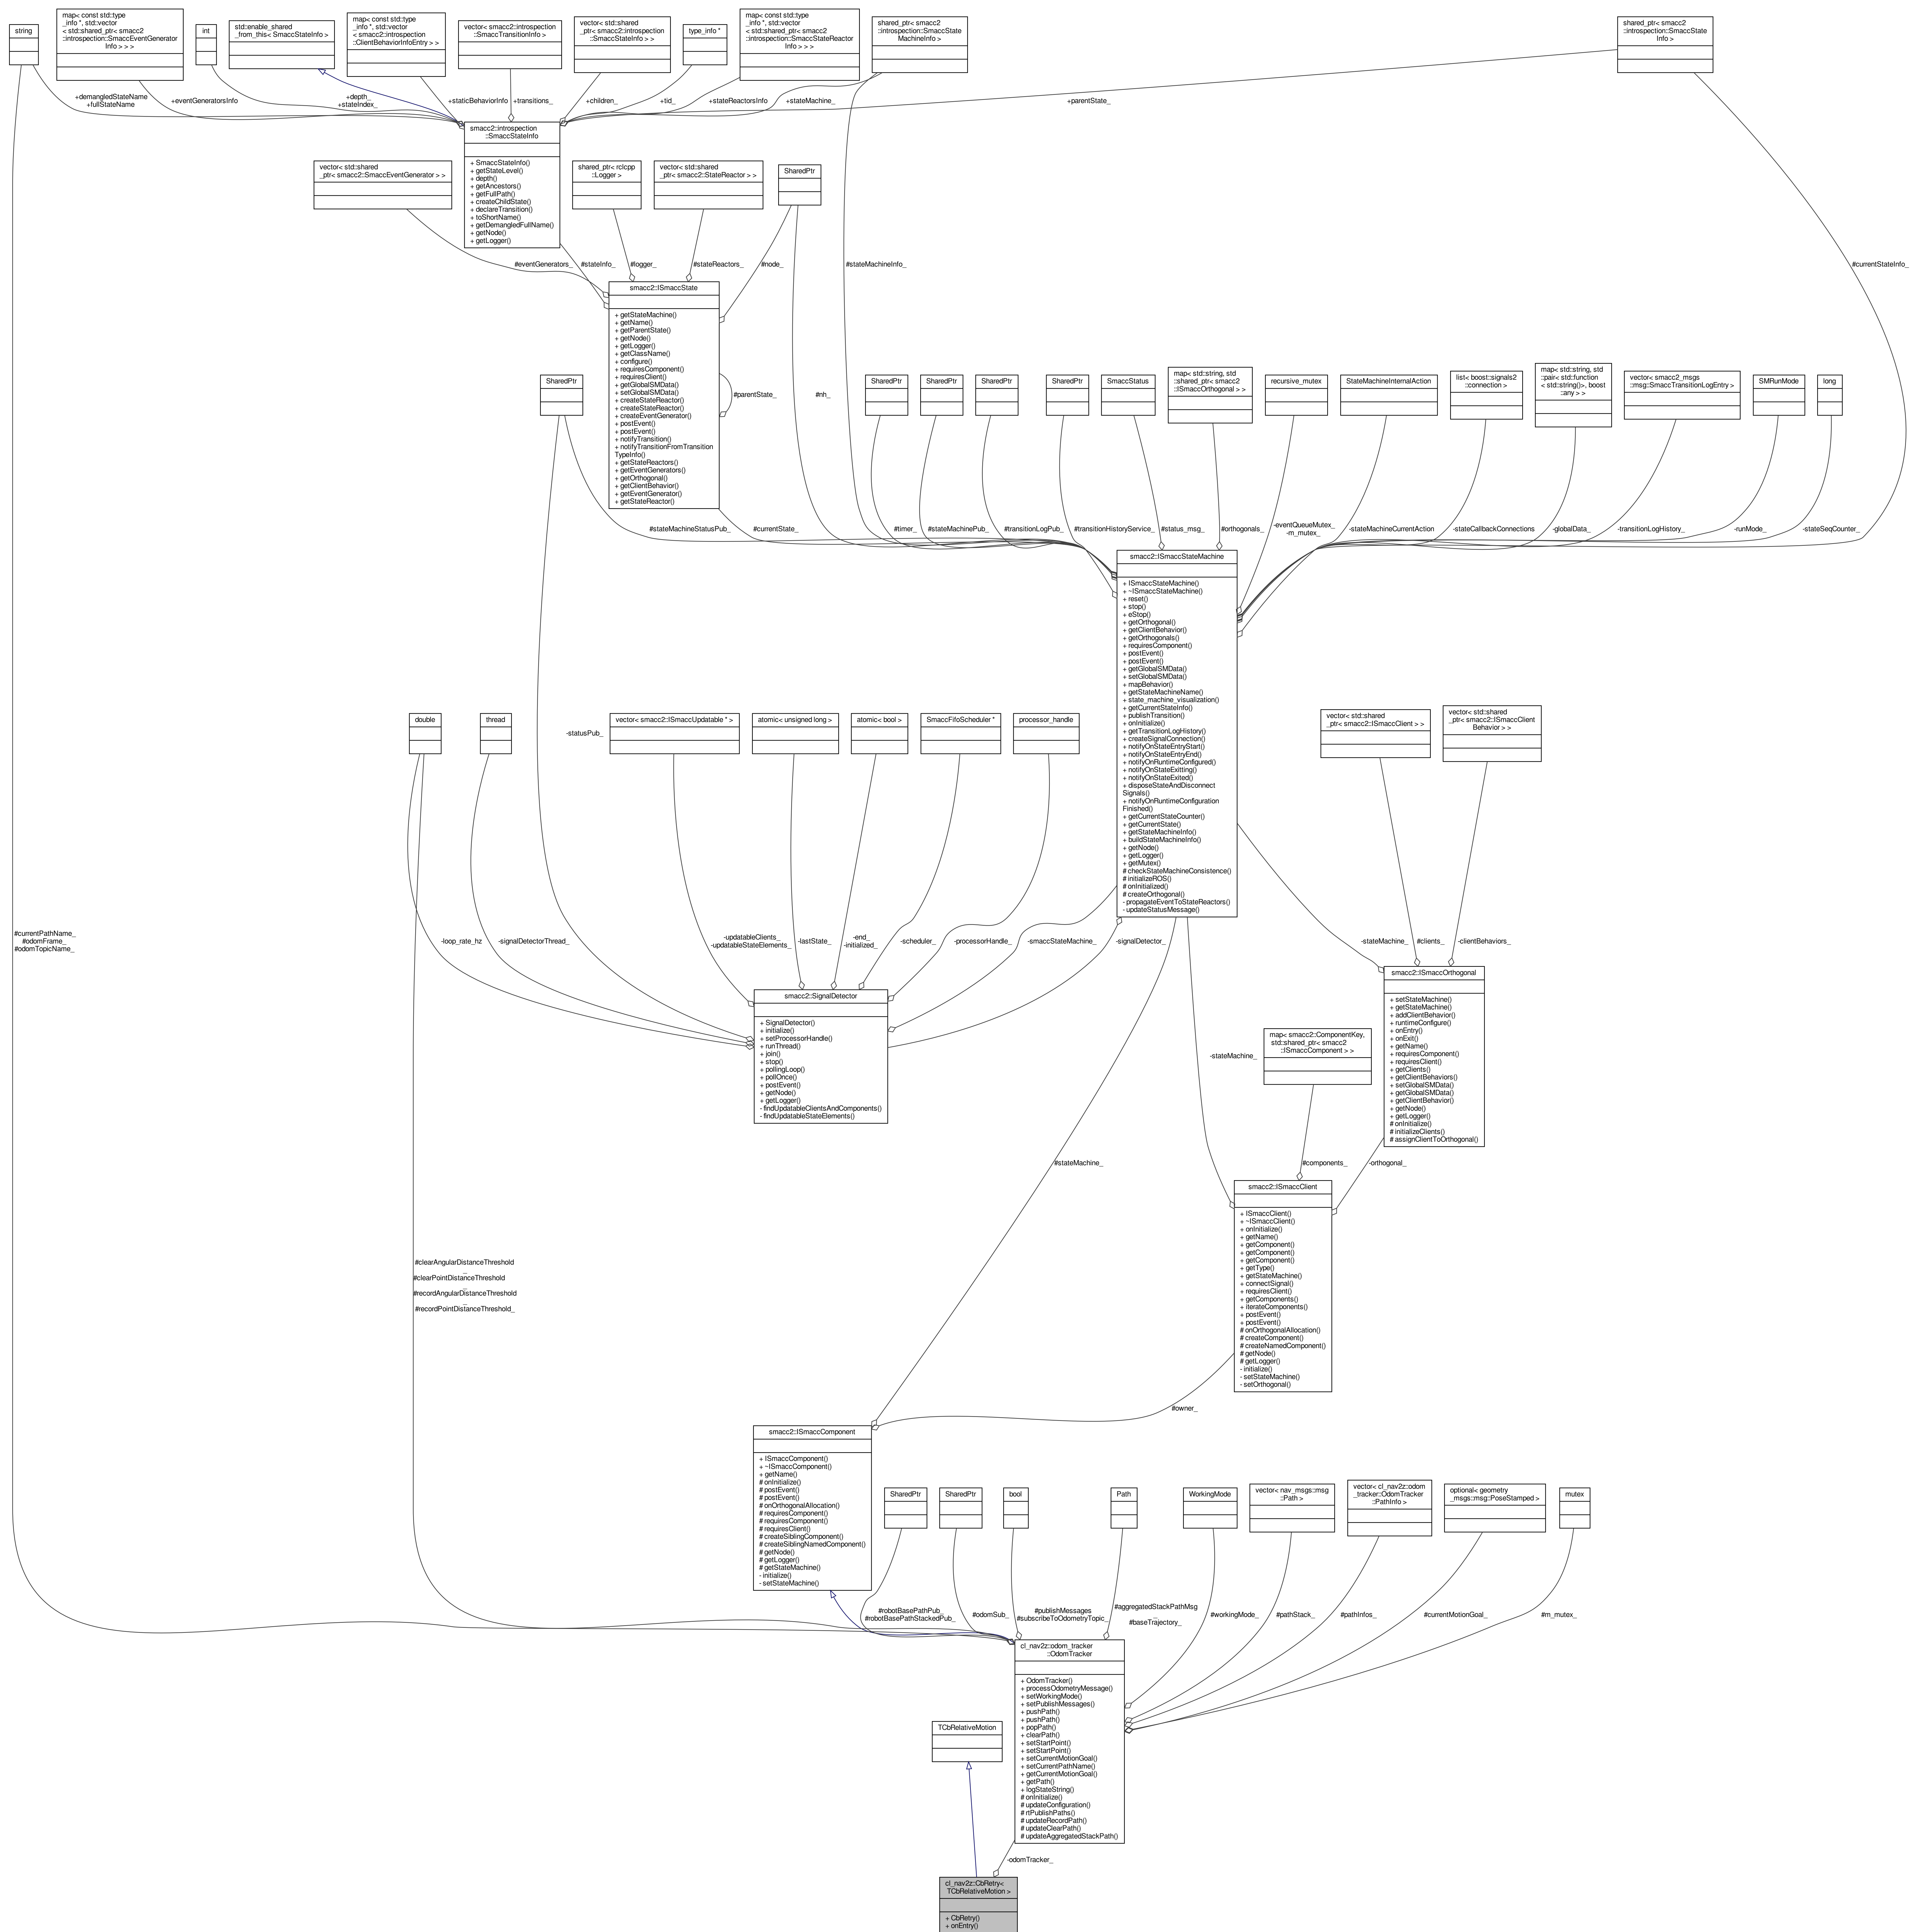 string
map< const std::type
_info *, std::vector
< std::shared_ptr< smacc2
::introspection::SmaccEventGenerator
Info > > >
int
std::enable_shared
_from_this< SmaccStateInfo >
map< const std::type
_info *, std::vector
< smacc2::introspection
::ClientBehaviorInfoEntry > >
vector< smacc2::introspection
::SmaccTransitionInfo >
vector< std::shared
_ptr< smacc2::introspection
::SmaccStateInfo > >
type_info *
map< const std::type
_info *, std::vector
< std::shared_ptr< smacc2
::introspection::SmaccStateReactor
Info > > >
shared_ptr< smacc2
::introspection::SmaccState
MachineInfo >
shared_ptr< smacc2
::introspection::SmaccState
Info >
+demangledStateName
+fullStateName
+eventGeneratorsInfo
+depth_
+stateIndex_
+staticBehaviorInfo
+transitions_
+children_
+tid_
+stateReactorsInfo
+stateMachine_
+parentState_
smacc2::introspection
::SmaccStateInfo
+ SmaccStateInfo()
+ getStateLevel()
+ depth()
+ getAncestors()
+ getFullPath()
+ createChildState()
+ declareTransition()
+ toShortName()
+ getDemangledFullName()
+ getNode()
+ getLogger()
vector< std::shared
_ptr< smacc2::SmaccEventGenerator > >
shared_ptr< rclcpp
::Logger >
vector< std::shared
_ptr< smacc2::StateReactor > >
SharedPtr
#eventGenerators_
#stateInfo_
#logger_
#stateReactors_
#node_
#stateMachineInfo_
#currentStateInfo_
smacc2::ISmaccState
+ getStateMachine()
+ getName()
+ getParentState()
+ getNode()
+ getLogger()
+ getClassName()
+ configure()
+ requiresComponent()
+ requiresClient()
+ getGlobalSMData()
+ setGlobalSMData()
+ createStateReactor()
+ createStateReactor()
+ createEventGenerator()
+ postEvent()
+ postEvent()
+ notifyTransition()
+ notifyTransitionFromTransition
TypeInfo()
+ getStateReactors()
+ getEventGenerators()
+ getOrthogonal()
+ getClientBehavior()
+ getEventGenerator()
+ getStateReactor()
#parentState_
#nh_
SharedPtr
SharedPtr
SharedPtr
SharedPtr
SharedPtr
SmaccStatus
map< std::string, std
::shared_ptr< smacc2
::ISmaccOrthogonal > >
recursive_mutex
StateMachineInternalAction
list< boost::signals2
::connection >
map< std::string, std
::pair< std::function
< std::string()>, boost
::any > >
vector< smacc2_msgs
::msg::SmaccTransitionLogEntry >
SMRunMode
long
#stateMachineStatusPub_
#currentState_
#timer_
#stateMachinePub_
#transitionLogPub_
#transitionHistoryService_
#status_msg_
#orthogonals_
-eventQueueMutex_
-m_mutex_
-stateMachineCurrentAction
-stateCallbackConnections
-globalData_
-transitionLogHistory_
-runMode_
-stateSeqCounter_
smacc2::ISmaccStateMachine
+ ISmaccStateMachine()
+ ~ISmaccStateMachine()
+ reset()
+ stop()
+ eStop()
+ getOrthogonal()
+ getClientBehavior()
+ getOrthogonals()
+ requiresComponent()
+ postEvent()
+ postEvent()
+ getGlobalSMData()
+ setGlobalSMData()
+ mapBehavior()
+ getStateMachineName()
+ state_machine_visualization()
+ getCurrentStateInfo()
+ publishTransition()
+ onInitialize()
+ getTransitionLogHistory()
+ createSignalConnection()
+ notifyOnStateEntryStart()
+ notifyOnStateEntryEnd()
+ notifyOnRuntimeConfigured()
+ notifyOnStateExitting()
+ notifyOnStateExited()
+ disposeStateAndDisconnect
Signals()
+ notifyOnRuntimeConfiguration
Finished()
+ getCurrentStateCounter()
+ getCurrentState()
+ getStateMachineInfo()
+ buildStateMachineInfo()
+ getNode()
+ getLogger()
+ getMutex()
# checkStateMachineConsistence()
# initializeROS()
# onInitialized()
# createOrthogonal()
- propagateEventToStateReactors()
- updateStatusMessage()
double
thread
-statusPub_
vector< smacc2::ISmaccUpdatable * >
atomic< unsigned long >
atomic< bool >
SmaccFifoScheduler *
processor_handle
vector< std::shared
_ptr< smacc2::ISmaccClient > >
vector< std::shared
_ptr< smacc2::ISmaccClient
Behavior > >
#currentPathName_
#odomFrame_
#odomTopicName_
-loop_rate_hz
-signalDetectorThread_
-updatableClients_
-updatableStateElements_
-lastState_
-end_
-initialized_
-scheduler_
-processorHandle_
-smaccStateMachine_
-signalDetector_
-stateMachine_
#clients_
-clientBehaviors_
smacc2::SignalDetector
+ SignalDetector()
+ initialize()
+ setProcessorHandle()
+ runThread()
+ join()
+ stop()
+ pollingLoop()
+ pollOnce()
+ postEvent()
+ getNode()
+ getLogger()
- findUpdatableClientsAndComponents()
- findUpdatableStateElements()
smacc2::ISmaccOrthogonal
+ setStateMachine()
+ getStateMachine()
+ addClientBehavior()
+ runtimeConfigure()
+ onEntry()
+ onExit()
+ getName()
+ requiresComponent()
+ requiresClient()
+ getClients()
+ getClientBehaviors()
+ setGlobalSMData()
+ getGlobalSMData()
+ getClientBehavior()
+ getNode()
+ getLogger()
# onInitialize()
# initializeClients()
# assignClientToOrthogonal()
map< smacc2::ComponentKey,
std::shared_ptr< smacc2
::ISmaccComponent > >
-stateMachine_
#stateMachine_
#components_
-orthogonal_
smacc2::ISmaccClient
+ ISmaccClient()
+ ~ISmaccClient()
+ onInitialize()
+ getName()
+ getComponent()
+ getComponent()
+ getComponent()
+ getType()
+ getStateMachine()
+ connectSignal()
+ requiresClient()
+ getComponents()
+ iterateComponents()
+ postEvent()
+ postEvent()
# onOrthogonalAllocation()
# createComponent()
# createNamedComponent()
# getNode()
# getLogger()
- initialize()
- setStateMachine()
- setOrthogonal()
#clearAngularDistanceThreshold
_
#clearPointDistanceThreshold
_
#recordAngularDistanceThreshold
_
#recordPointDistanceThreshold_
#owner_
smacc2::ISmaccComponent
+ ISmaccComponent()
+ ~ISmaccComponent()
+ getName()
# onInitialize()
# postEvent()
# postEvent()
# onOrthogonalAllocation()
# requiresComponent()
# requiresComponent()
# requiresClient()
# createSiblingComponent()
# createSiblingNamedComponent()
# getNode()
# getLogger()
# getStateMachine()
- initialize()
- setStateMachine()
SharedPtr
SharedPtr
bool
Path
WorkingMode
vector< nav_msgs::msg
::Path >
vector< cl_nav2z::odom
_tracker::OdomTracker
::PathInfo >
optional< geometry
_msgs::msg::PoseStamped >
mutex
#robotBasePathPub_
#robotBasePathStackedPub_
#odomSub_
#publishMessages
#subscribeToOdometryTopic_
#aggregatedStackPathMsg
_
#baseTrajectory_
#workingMode_
#pathStack_
#pathInfos_
#currentMotionGoal_
#m_mutex_
cl_nav2z::odom_tracker
::OdomTracker
+ OdomTracker()
+ processOdometryMessage()
+ setWorkingMode()
+ setPublishMessages()
+ pushPath()
+ pushPath()
+ popPath()
+ clearPath()
+ setStartPoint()
+ setStartPoint()
+ setCurrentMotionGoal()
+ setCurrentPathName()
+ getCurrentMotionGoal()
+ getPath()
+ logStateString()
# onInitialize()
# updateConfiguration()
# rtPublishPaths()
# updateRecordPath()
# updateClearPath()
# updateAggregatedStackPath()
TCbRelativeMotion
-odomTracker_
cl_nav2z::CbRetry<
TCbRelativeMotion >
+ CbRetry()
+ onEntry()